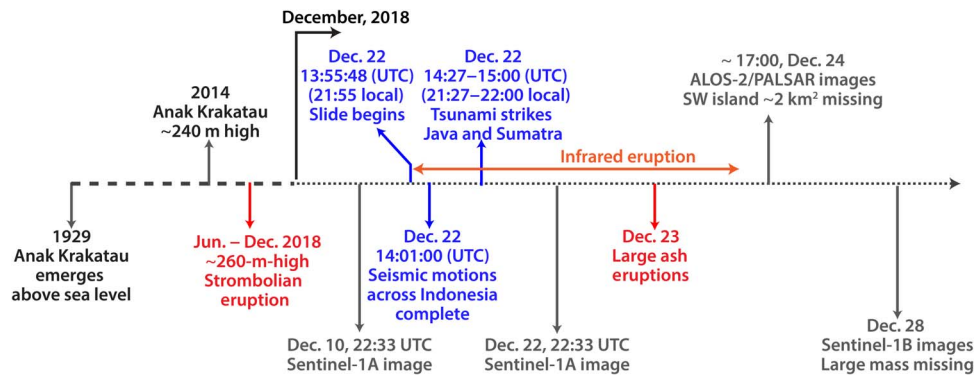 December, 2018
Dec. 22
13:55:48 (UTC)
(21:55 local)
Slide begins
Dec. 22
14:27–15:00 (UTC)
(21:27–22:00 local)
Tsunami strikes
Java and Sumatra
~ 17:00, Dec. 24
ALOS-2/PALSAR images
SW island ~2 km² missing
2014
Anak Krakatau
~240 m high
Infrared eruption
1929
Anak Krakatau
emerges
above sea level
Jun. – Dec. 2018
~260-m-high
Strombolian
eruption
Dec. 22
14:01:00 (UTC)
Seismic motions
across Indonesia
complete
Dec. 23
Large ash
eruptions
Dec. 10, 22:33 UTC
Sentinel-1A image
Dec. 22, 22:33 UTC
Sentinel-1A image
Dec. 28
Sentinel-1B images
Large mass missing